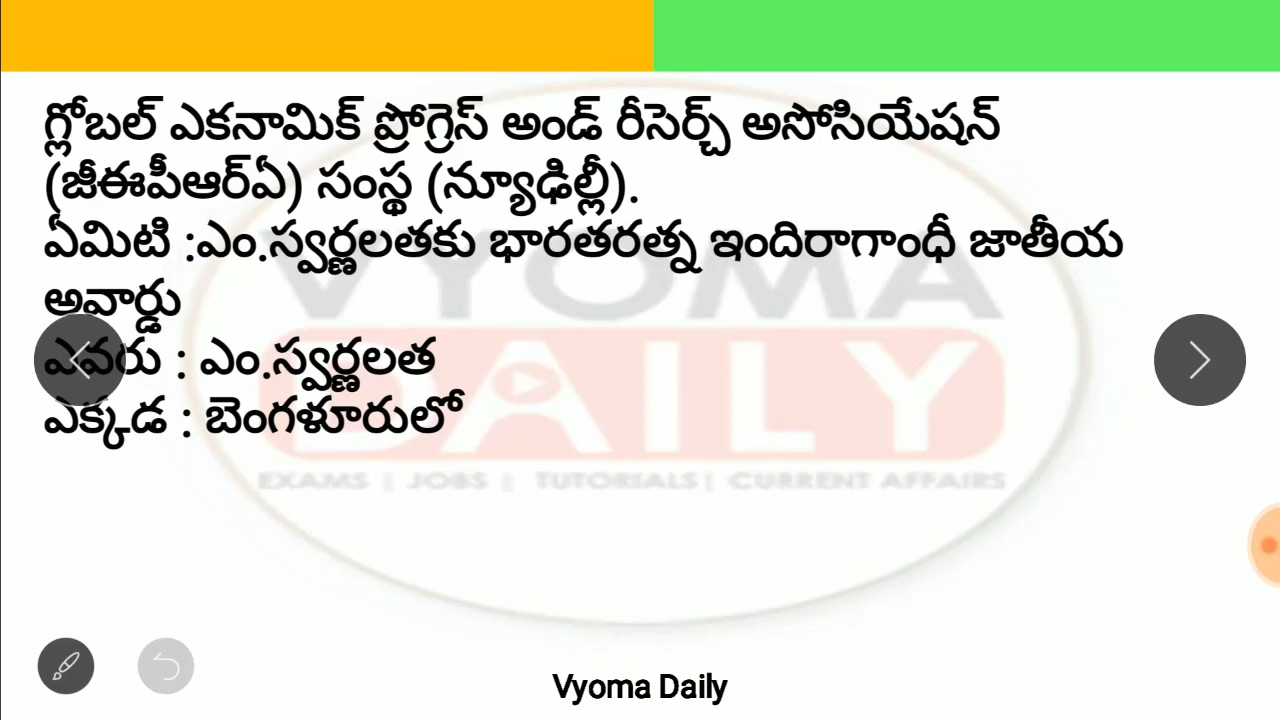 గ్లోబల్ ఎకనామిక్ ప్రోగ్రెస్ అండ్ రీసెర్చ్ అసోసియేషన్
(జీఈపీఆర్ఏ) సంస్థ (న్యూఢిల్లీ).
ఏమిటి :ఎం.స్వర్ణలతకు భారతరత్న ఇందిరాగాంధీ జాతీయ
అవార్డు
ఎవరు : ఎం.స్వర్ణలత
ఎక్కడ : బెంగళూరులో
VYOMA
DAILY
EXAMS | JOBS | TUTORIALS | CURRENT AFFAIRS
Vyoma Daily